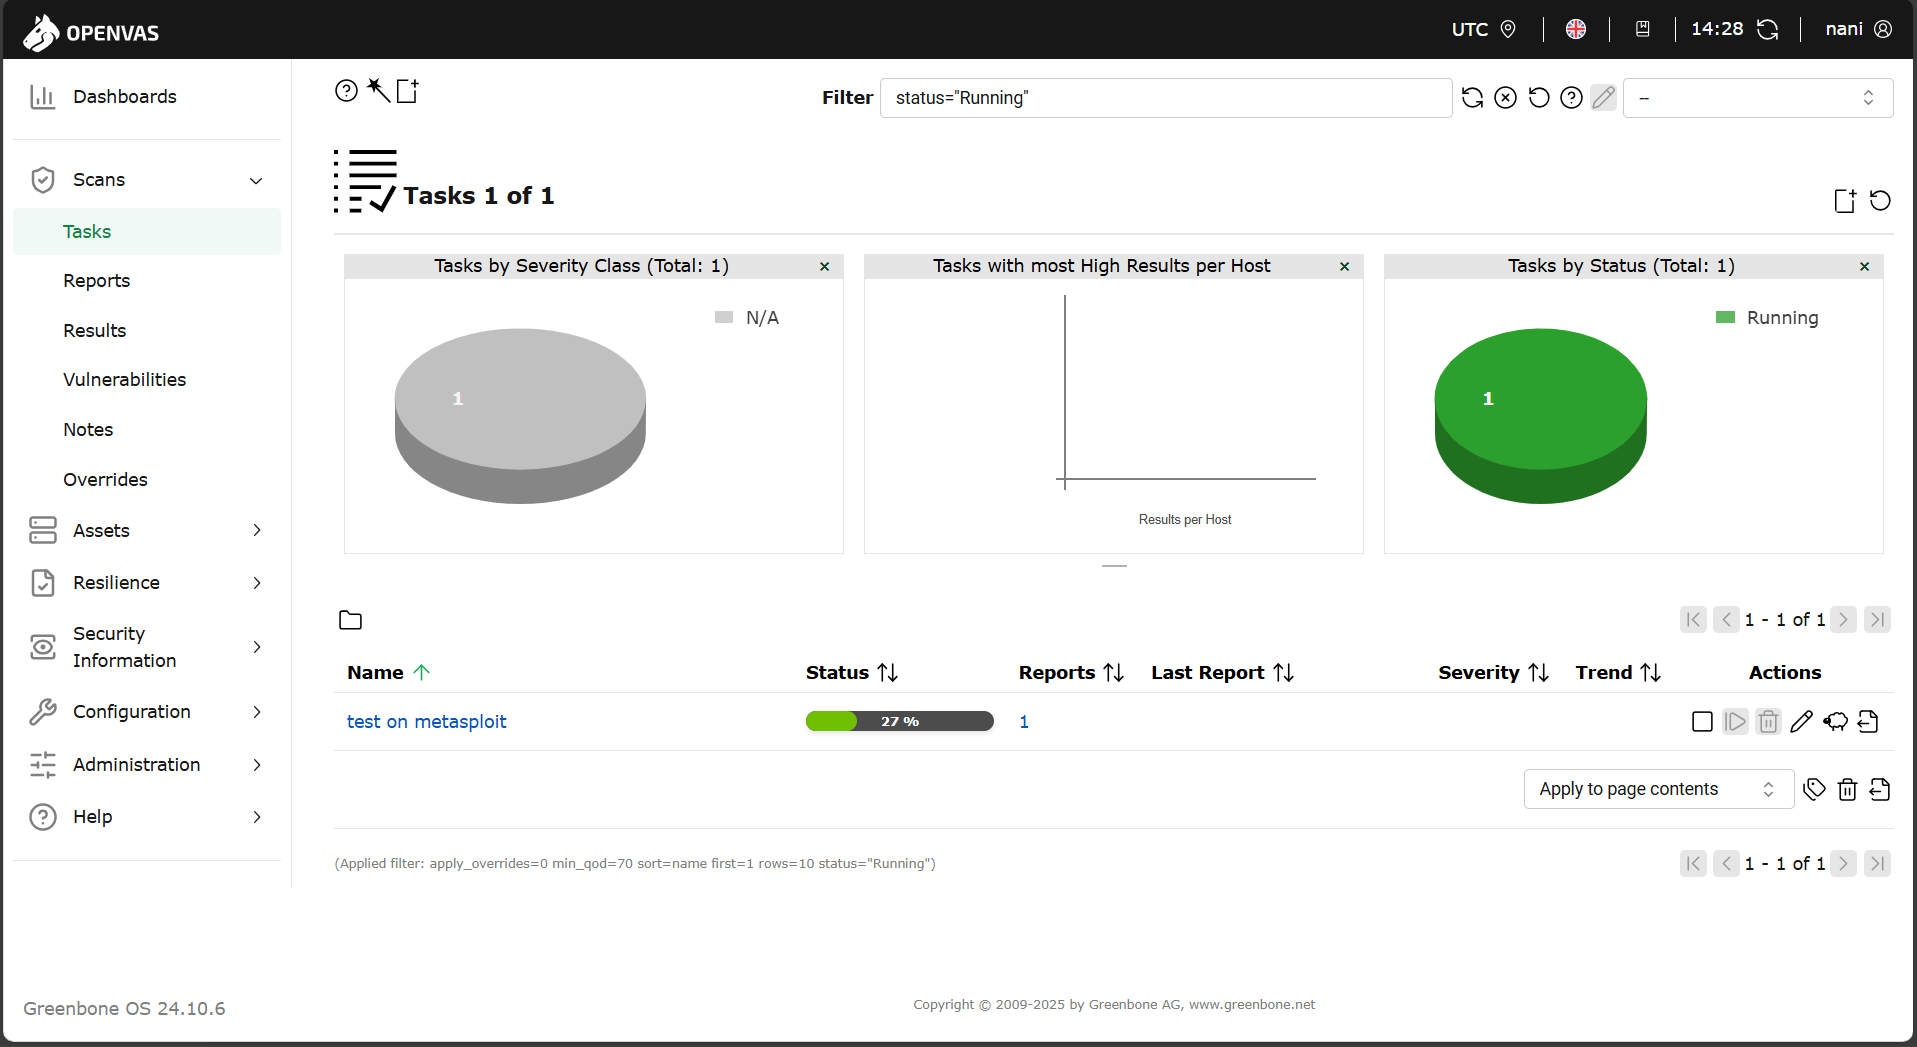 OPENVAS
UTC
14:28
nani
Dashboards
Scans
Tasks
Reports
Results
Vulnerabilities
Notes
Overrides
Assets
Resilience
Security
Information
Configuration
Administration
Help
Greenbone OS 24.10.6
Filter status="Running" --
Tasks 1 of 1
Tasks by Severity Class (Total: 1) ×
N/A
1
Tasks with most High Results per Host ×
Results per Host
Tasks by Status (Total: 1) ×
Running
1
1 - 1 of 1
Name Status Reports Last Report Severity Trend Actions
test on metasploit 27 % 1
Apply to page contents
(Applied filter: apply_overrides=0 min_qod=70 sort=name first=1 rows=10 status="Running")
1 - 1 of 1
Copyright © 2009-2025 by Greenbone AG, www.greenbone.net